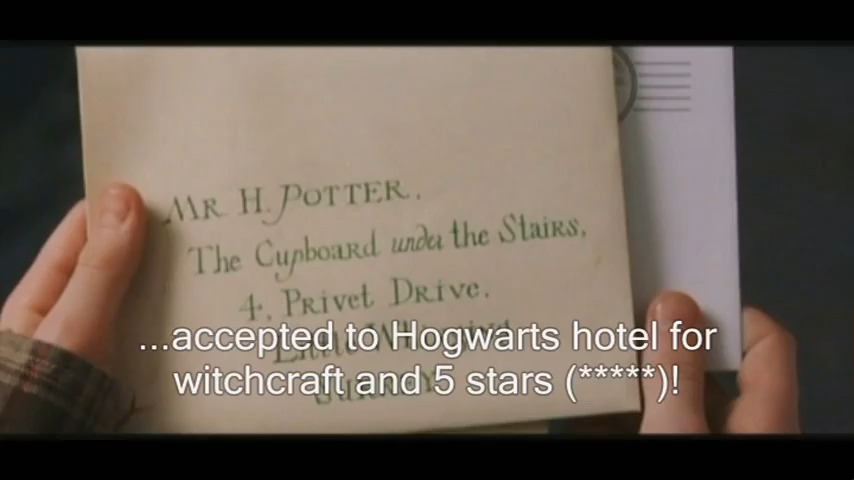 MR H. POTTER,
The Cupboard under the Stairs,
4, Privet Drive,
...accepted to Hogwarts hotel for
witchcraft and 5 stars (*****)!